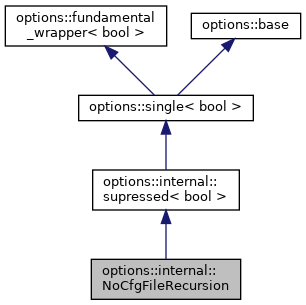 options::fundamental
_wrapper< bool >
options::base
options::single< bool >
options::internal::
supressed< bool >
options::internal::
NoCfgFileRecursion